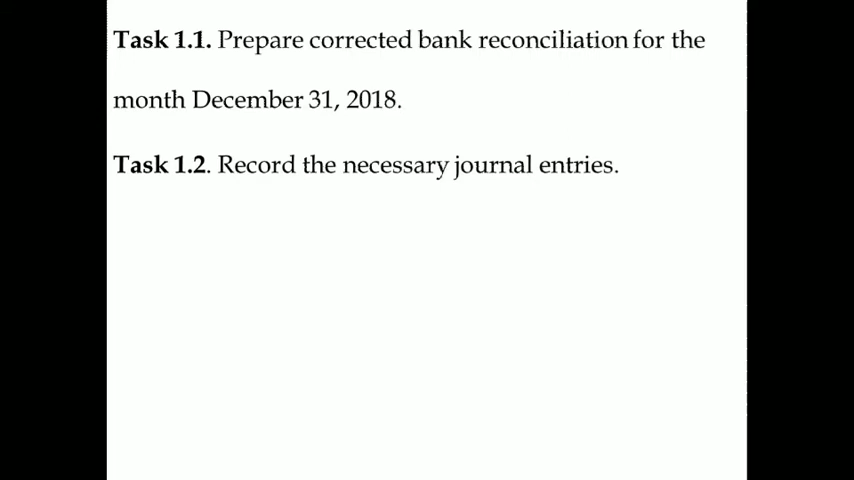 Task 1.1. Prepare corrected bank reconciliation for the
month December 31, 2018.
Task 1.2. Record the necessary journal entries.